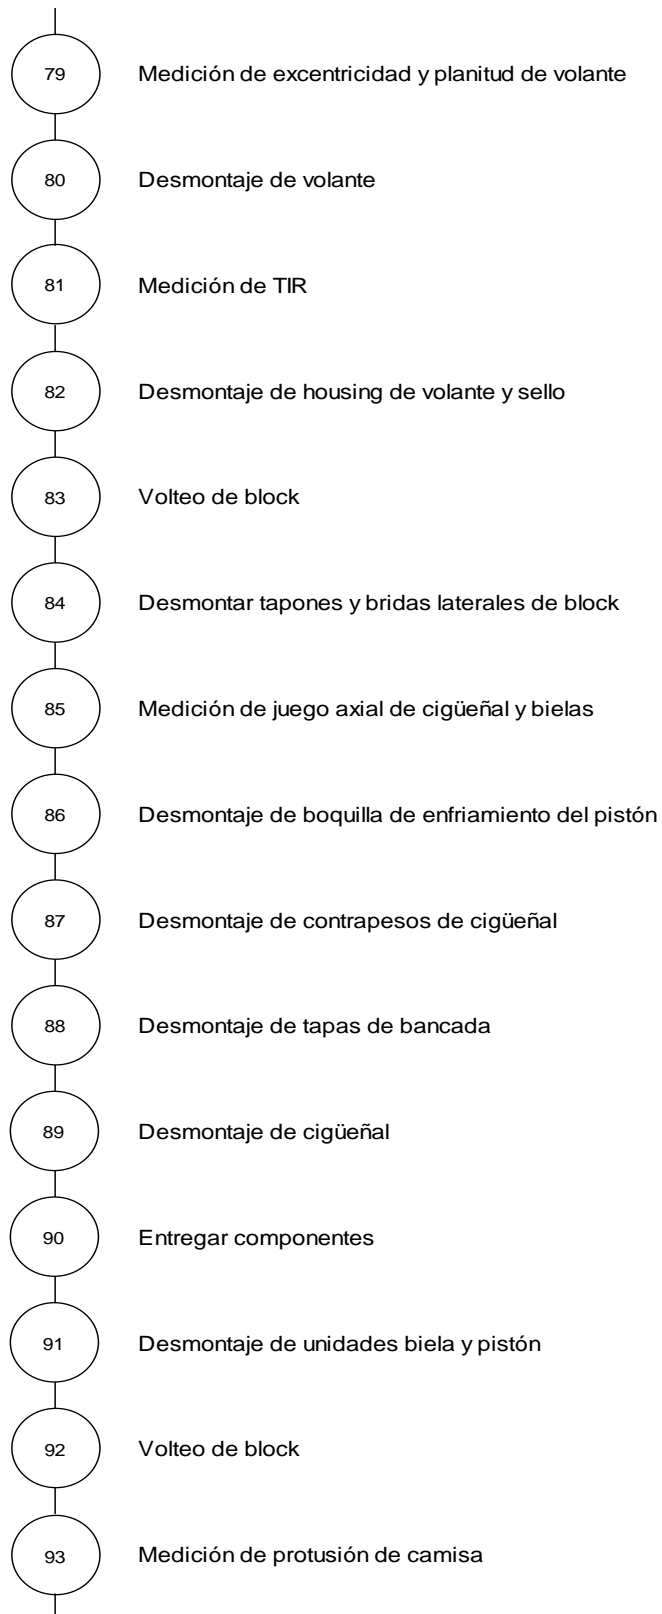 79 Medición de excentricidad y planitud de volante
80 Desmontaje de volante
81 Medición de TIR
82 Desmontaje de housing de volante y sello
83 Volteo de block
84 Desmontar tapones y bridas laterales de block
85 Medición de juego axial de cigüeñal y bielas
86 Desmontaje de boquilla de enfriamiento del pistón
87 Desmontaje de contrapesos de cigüeñal
88 Desmontaje de tapas de bancada
89 Desmontaje de cigüeñal
90 Entregar componentes
91 Desmontaje de unidades biela y pistón
92 Volteo de block
93 Medición de protusión de camisa